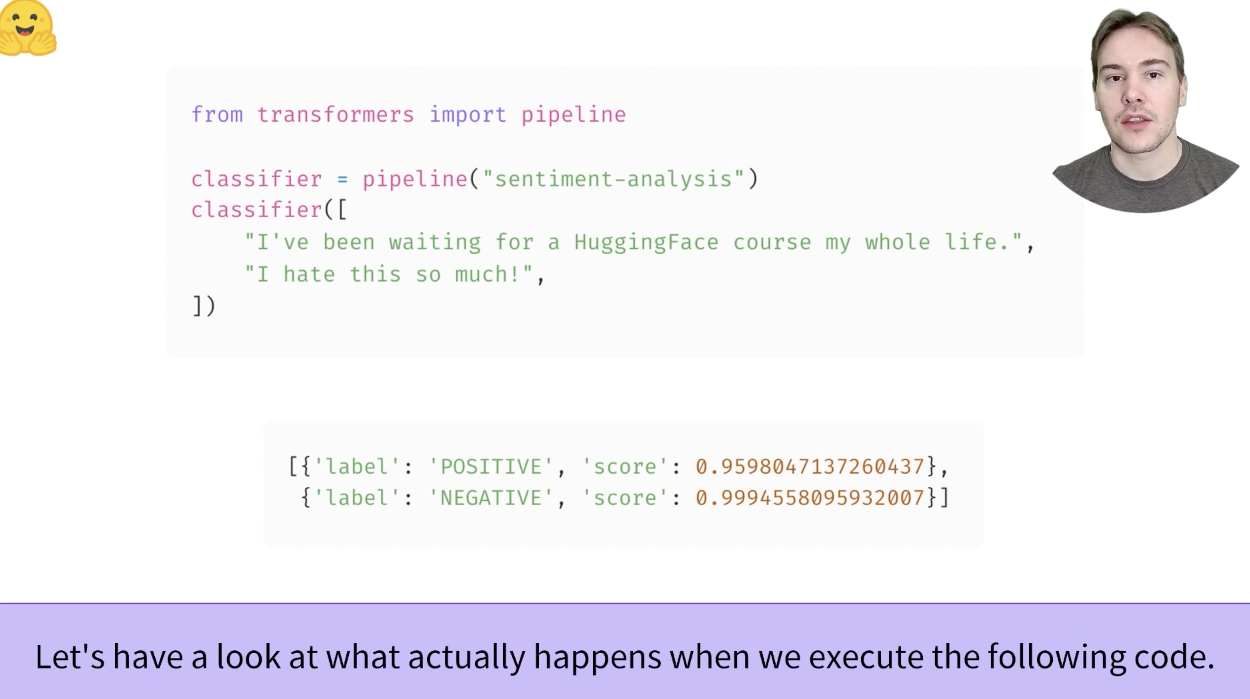 from transformers import pipeline
classifier = pipeline("sentiment-analysis")
classifier([
    "I've been waiting for a HuggingFace course my whole life.",
    "I hate this so much!",
])
[{'label': 'POSITIVE', 'score': 0.9598047137260437},
 {'label': 'NEGATIVE', 'score': 0.9994558095932007}]
Let's have a look at what actually happens when we execute the following code.